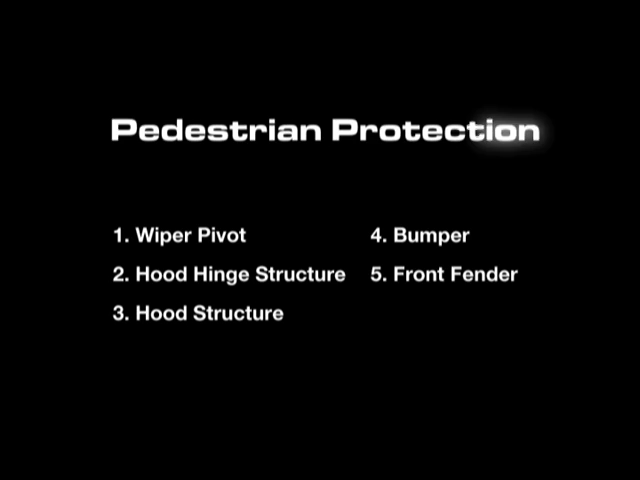 Pedestrian Protection
1. Wiper Pivot
2. Hood Hinge Structure
3. Hood Structure
4. Bumper
5. Front Fender